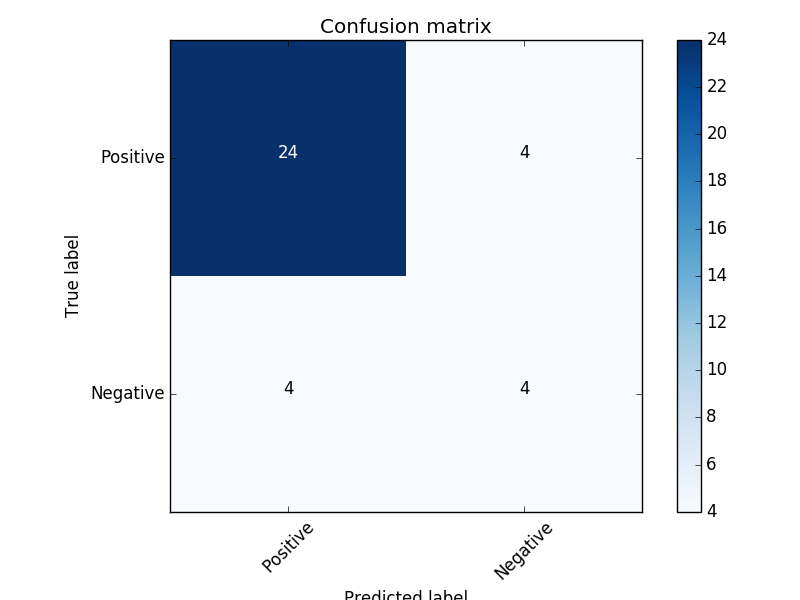 Confusion matrix
Positive
24
4
Negative
4
4
True label
Positive
Negative
Predicted label
24
22
20
18
16
14
12
10
8
6
4